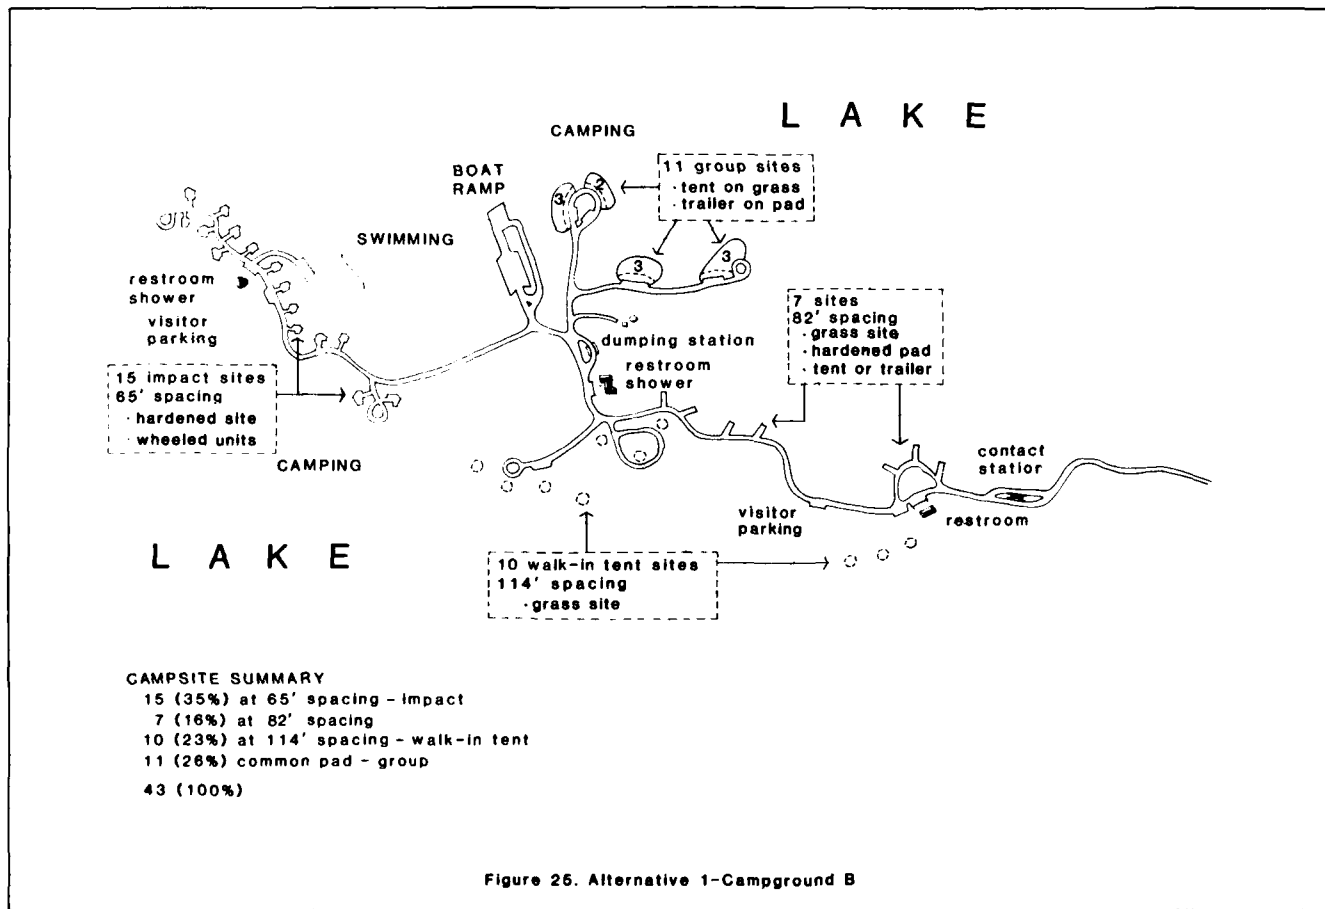 L A K E
CAMPING
BOAT
RAMP
11 group sites
· tent on grass
· trailer on pad
3
2
SWIMMING
3
3
restroom
shower
visitor
parking
7 sites
82' spacing
· grass site
· hardened pad
· tent or trailer
dumping station
restroom
shower
15 impact sites
65' spacing
· hardened site
· wheeled units
CAMPING
contact
station
visitor
parking
restroom
L A K E
10 walk-in tent sites
114' spacing
· grass site
CAMPSITE SUMMARY
15 (35%) at 65' spacing - impact
7 (16%) at 82' spacing
10 (23%) at 114' spacing - walk-in tent
11 (26%) common pad - group
43 (100%)
Figure 25. Alternative 1-Campground B